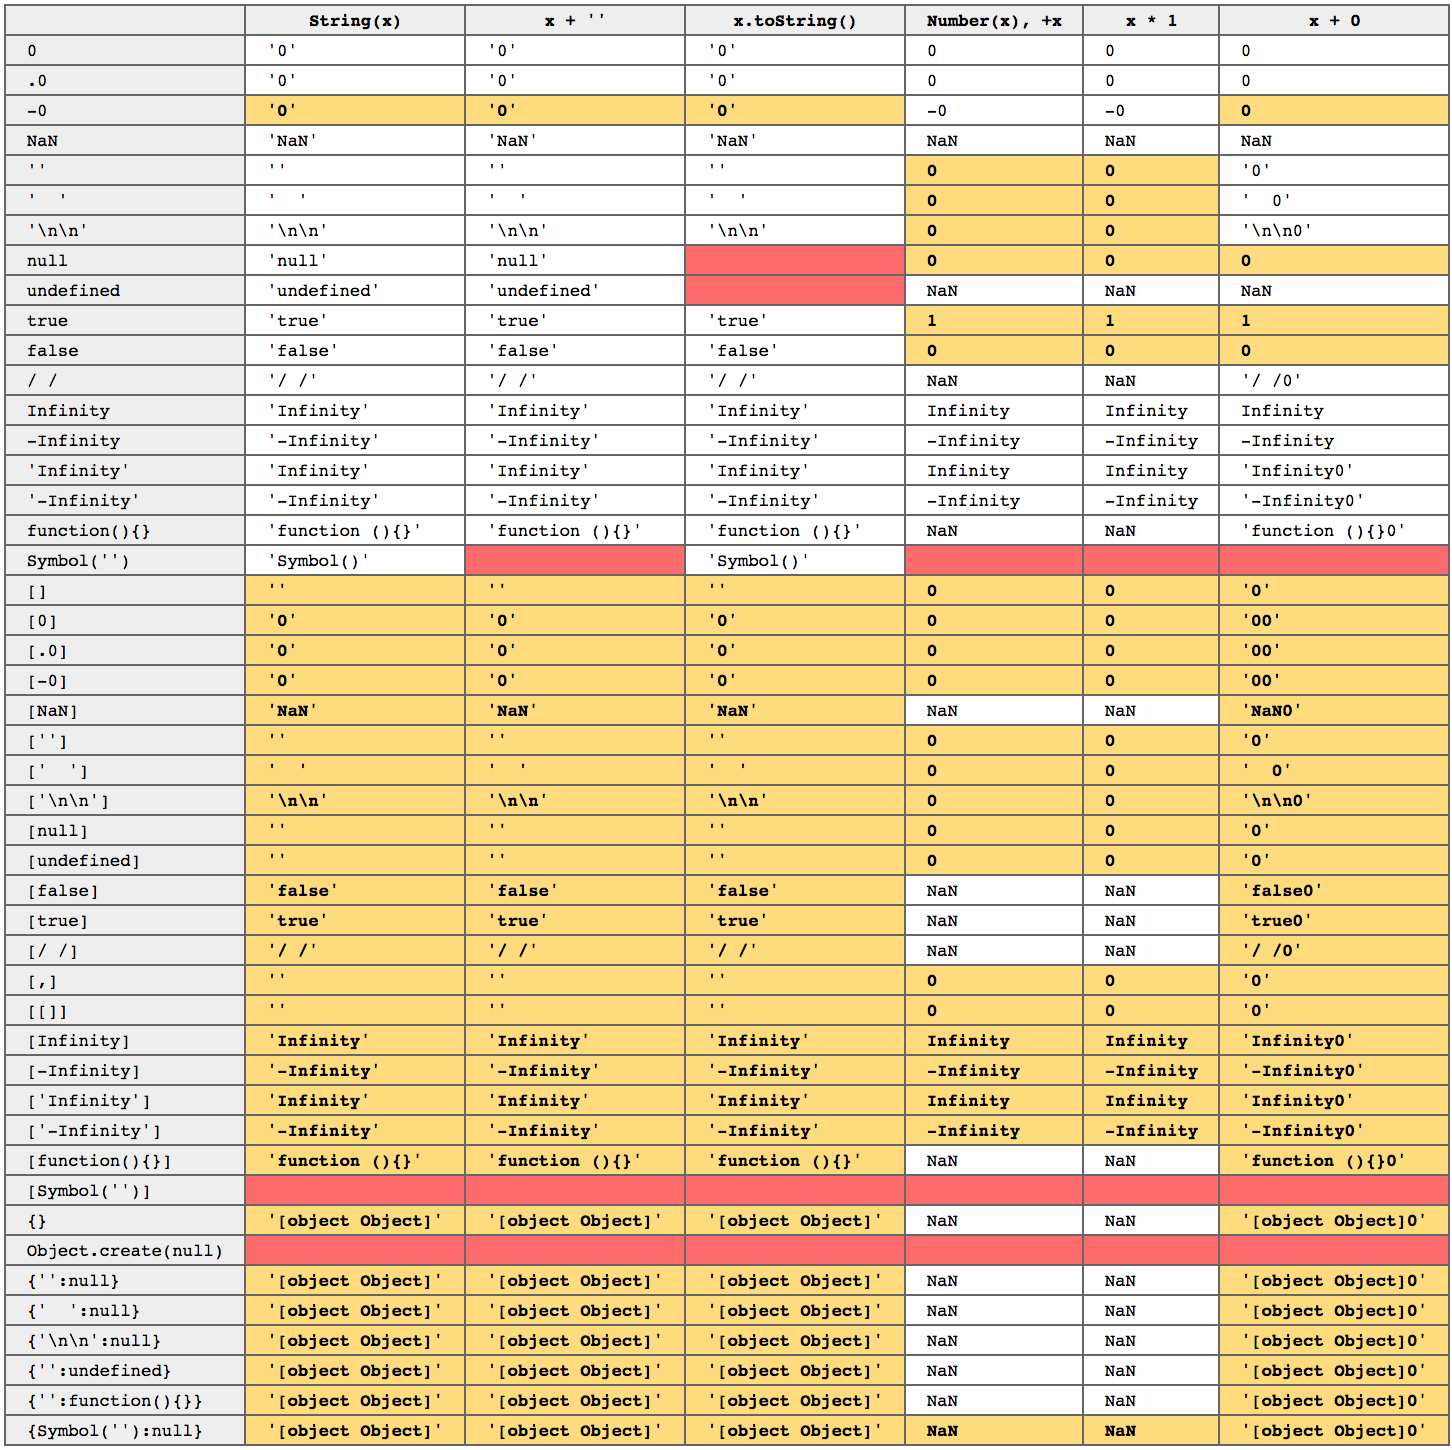 String(x) x + '' x.toString() Number(x), +x x * 1 x + 0
0 '0' '0' '0' 0 0 0
.0 '0' '0' '0' 0 0 0
-0 '0' '0' '0' -0 -0 0
NaN 'NaN' 'NaN' 'NaN' NaN NaN NaN
'' '' '' '' 0 0 '0'
'  ' '  ' '  ' '  ' 0 0 '  0'
'\n\n' '\n\n' '\n\n' '\n\n' 0 0 '\n\n0'
null 'null' 'null' 0 0 0
undefined 'undefined' 'undefined' NaN NaN NaN
true 'true' 'true' 'true' 1 1 1
false 'false' 'false' 'false' 0 0 0
/ / '/ /' '/ /' '/ /' NaN NaN '/ /0'
Infinity 'Infinity' 'Infinity' 'Infinity' Infinity Infinity Infinity
-Infinity '-Infinity' '-Infinity' '-Infinity' -Infinity -Infinity -Infinity
'Infinity' 'Infinity' 'Infinity' 'Infinity' Infinity Infinity 'Infinity0'
'-Infinity' '-Infinity' '-Infinity' '-Infinity' -Infinity -Infinity '-Infinity0'
function(){} 'function (){}' 'function (){}' 'function (){}' NaN NaN 'function (){}0'
Symbol('') 'Symbol()' 'Symbol()'
[] '' '' '' 0 0 '0'
[0] '0' '0' '0' 0 0 '00'
[.0] '0' '0' '0' 0 0 '00'
[-0] '0' '0' '0' 0 0 '00'
[NaN] 'NaN' 'NaN' 'NaN' NaN NaN 'NaN0'
[''] '' '' '' 0 0 '0'
['  '] '  ' '  ' '  ' 0 0 '  0'
['\n\n'] '\n\n' '\n\n' '\n\n' 0 0 '\n\n0'
[null] '' '' '' 0 0 '0'
[undefined] '' '' '' 0 0 '0'
[false] 'false' 'false' 'false' NaN NaN 'false0'
[true] 'true' 'true' 'true' NaN NaN 'true0'
[/ /] '/ /' '/ /' '/ /' NaN NaN '/ /0'
[,] '' '' '' 0 0 '0'
[[]] '' '' '' 0 0 '0'
[Infinity] 'Infinity' 'Infinity' 'Infinity' Infinity Infinity 'Infinity0'
[-Infinity] '-Infinity' '-Infinity' '-Infinity' -Infinity -Infinity '-Infinity0'
['Infinity'] 'Infinity' 'Infinity' 'Infinity' Infinity Infinity 'Infinity0'
['-Infinity'] '-Infinity' '-Infinity' '-Infinity' -Infinity -Infinity '-Infinity0'
[function(){}] 'function (){}' 'function (){}' 'function (){}' NaN NaN 'function (){}0'
[Symbol('')]
{} '[object Object]' '[object Object]' '[object Object]' NaN NaN '[object Object]0'
Object.create(null)
{'':null} '[object Object]' '[object Object]' '[object Object]' NaN NaN '[object Object]0'
{'  ':null} '[object Object]' '[object Object]' '[object Object]' NaN NaN '[object Object]0'
{'\n\n':null} '[object Object]' '[object Object]' '[object Object]' NaN NaN '[object Object]0'
{'':undefined} '[object Object]' '[object Object]' '[object Object]' NaN NaN '[object Object]0'
{'':function(){}} '[object Object]' '[object Object]' '[object Object]' NaN NaN '[object Object]0'
{Symbol(''):null} '[object Object]' '[object Object]' '[object Object]' NaN NaN '[object Object]0'